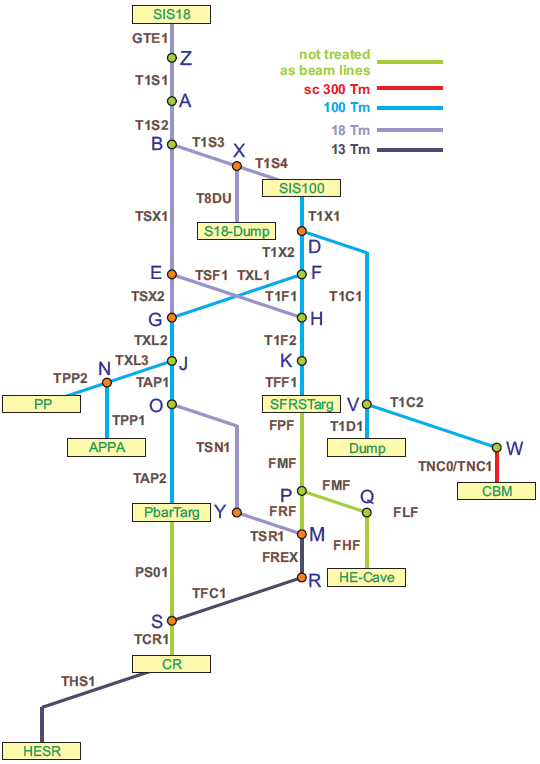 SIS18
GTE1
Z
not treated
as beam lines
T1S1
sc 300 Tm
A
100 Tm
T1S2
18 Tm
B
T1S3
X
13 Tm
T1S4
SIS100
T8DU
TSX1
T1X1
S18-Dump
D
T1X2
E
TSF1
TXL1
F
TSX2
T1F1
T1C1
G
H
TXL2
T1F2
N
TXL3
J
K
TPP2
TAP1
TFF1
PP
O
SFRSTarg
V
T1C2
TPP1
FPF
T1D1
APPA
TSN1
Dump
W
TAP2
FMF
TNC0/TNC1
P
FMF
Q
CBM
PbarTarg
Y
FRF
FLF
TSR1
M
FHF
FREX
PS01
R
HE-Cave
TFC1
S
TCR1
CR
THS1
HESR